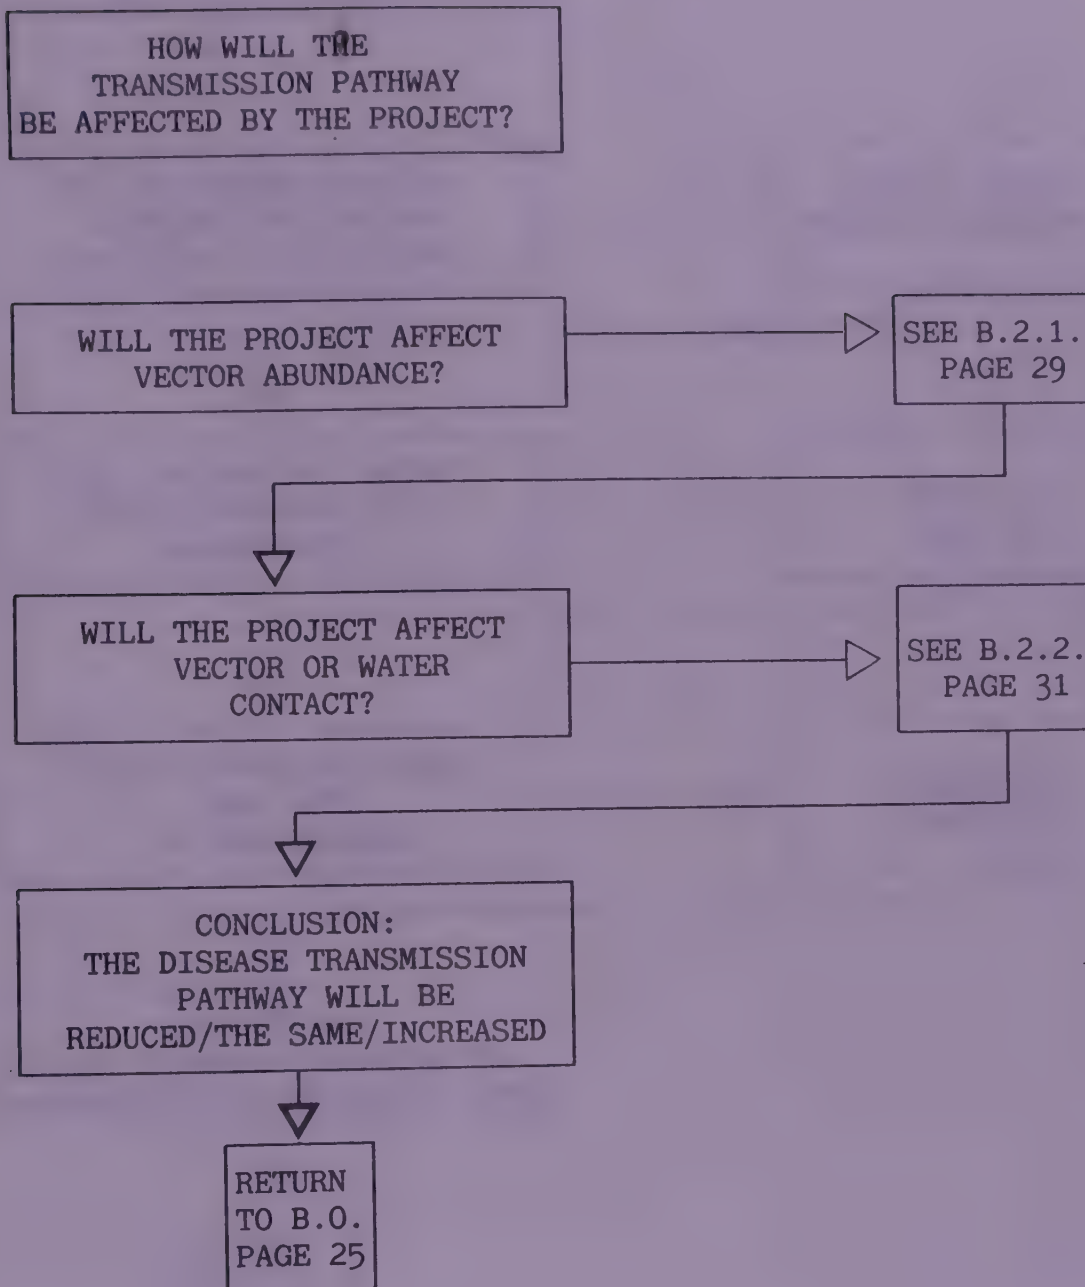 HOW WILL THE
TRANSMISSION PATHWAY
BE AFFECTED BY THE PROJECT?
WILL THE PROJECT AFFECT
VECTOR ABUNDANCE?
SEE B.2.1.
PAGE 29
WILL THE PROJECT AFFECT
VECTOR OR WATER
CONTACT?
SEE B.2.2.
PAGE 31
CONCLUSION:
THE DISEASE TRANSMISSION
PATHWAY WILL BE
REDUCED/THE SAME/INCREASED
RETURN
TO B.O.
PAGE 25